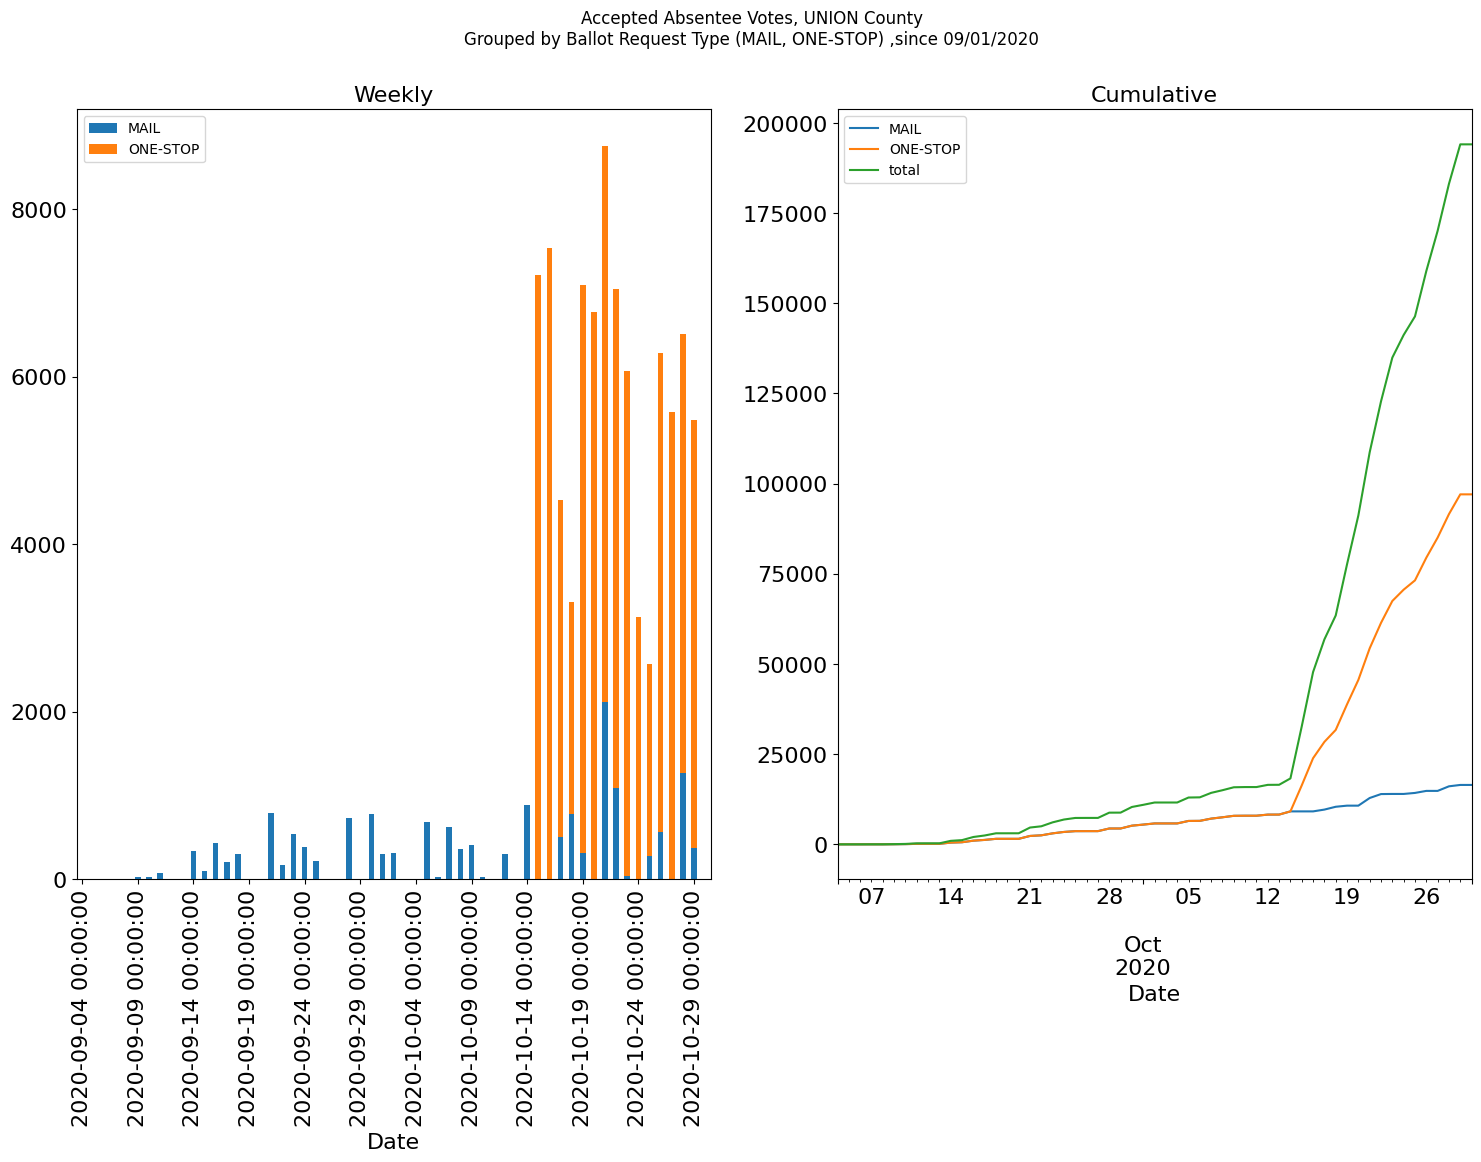 Accepted Absentee Votes, UNION County
Grouped by Ballot Request Type (MAIL, ONE-STOP) ,since 09/01/2020
Weekly
MAIL
ONE-STOP
8000
6000
4000
2000
0
2020-09-04 00:00:00
2020-09-09 00:00:00
2020-09-14 00:00:00
2020-09-19 00:00:00
2020-09-24 00:00:00
2020-09-29 00:00:00
2020-10-04 00:00:00
2020-10-09 00:00:00
2020-10-14 00:00:00
2020-10-19 00:00:00
2020-10-24 00:00:00
2020-10-29 00:00:00
Date
Cumulative
MAIL
ONE-STOP
total
200000
175000
150000
125000
100000
75000
50000
25000
0
07 14 21 28 05 12 19 26
Oct
2020
Date